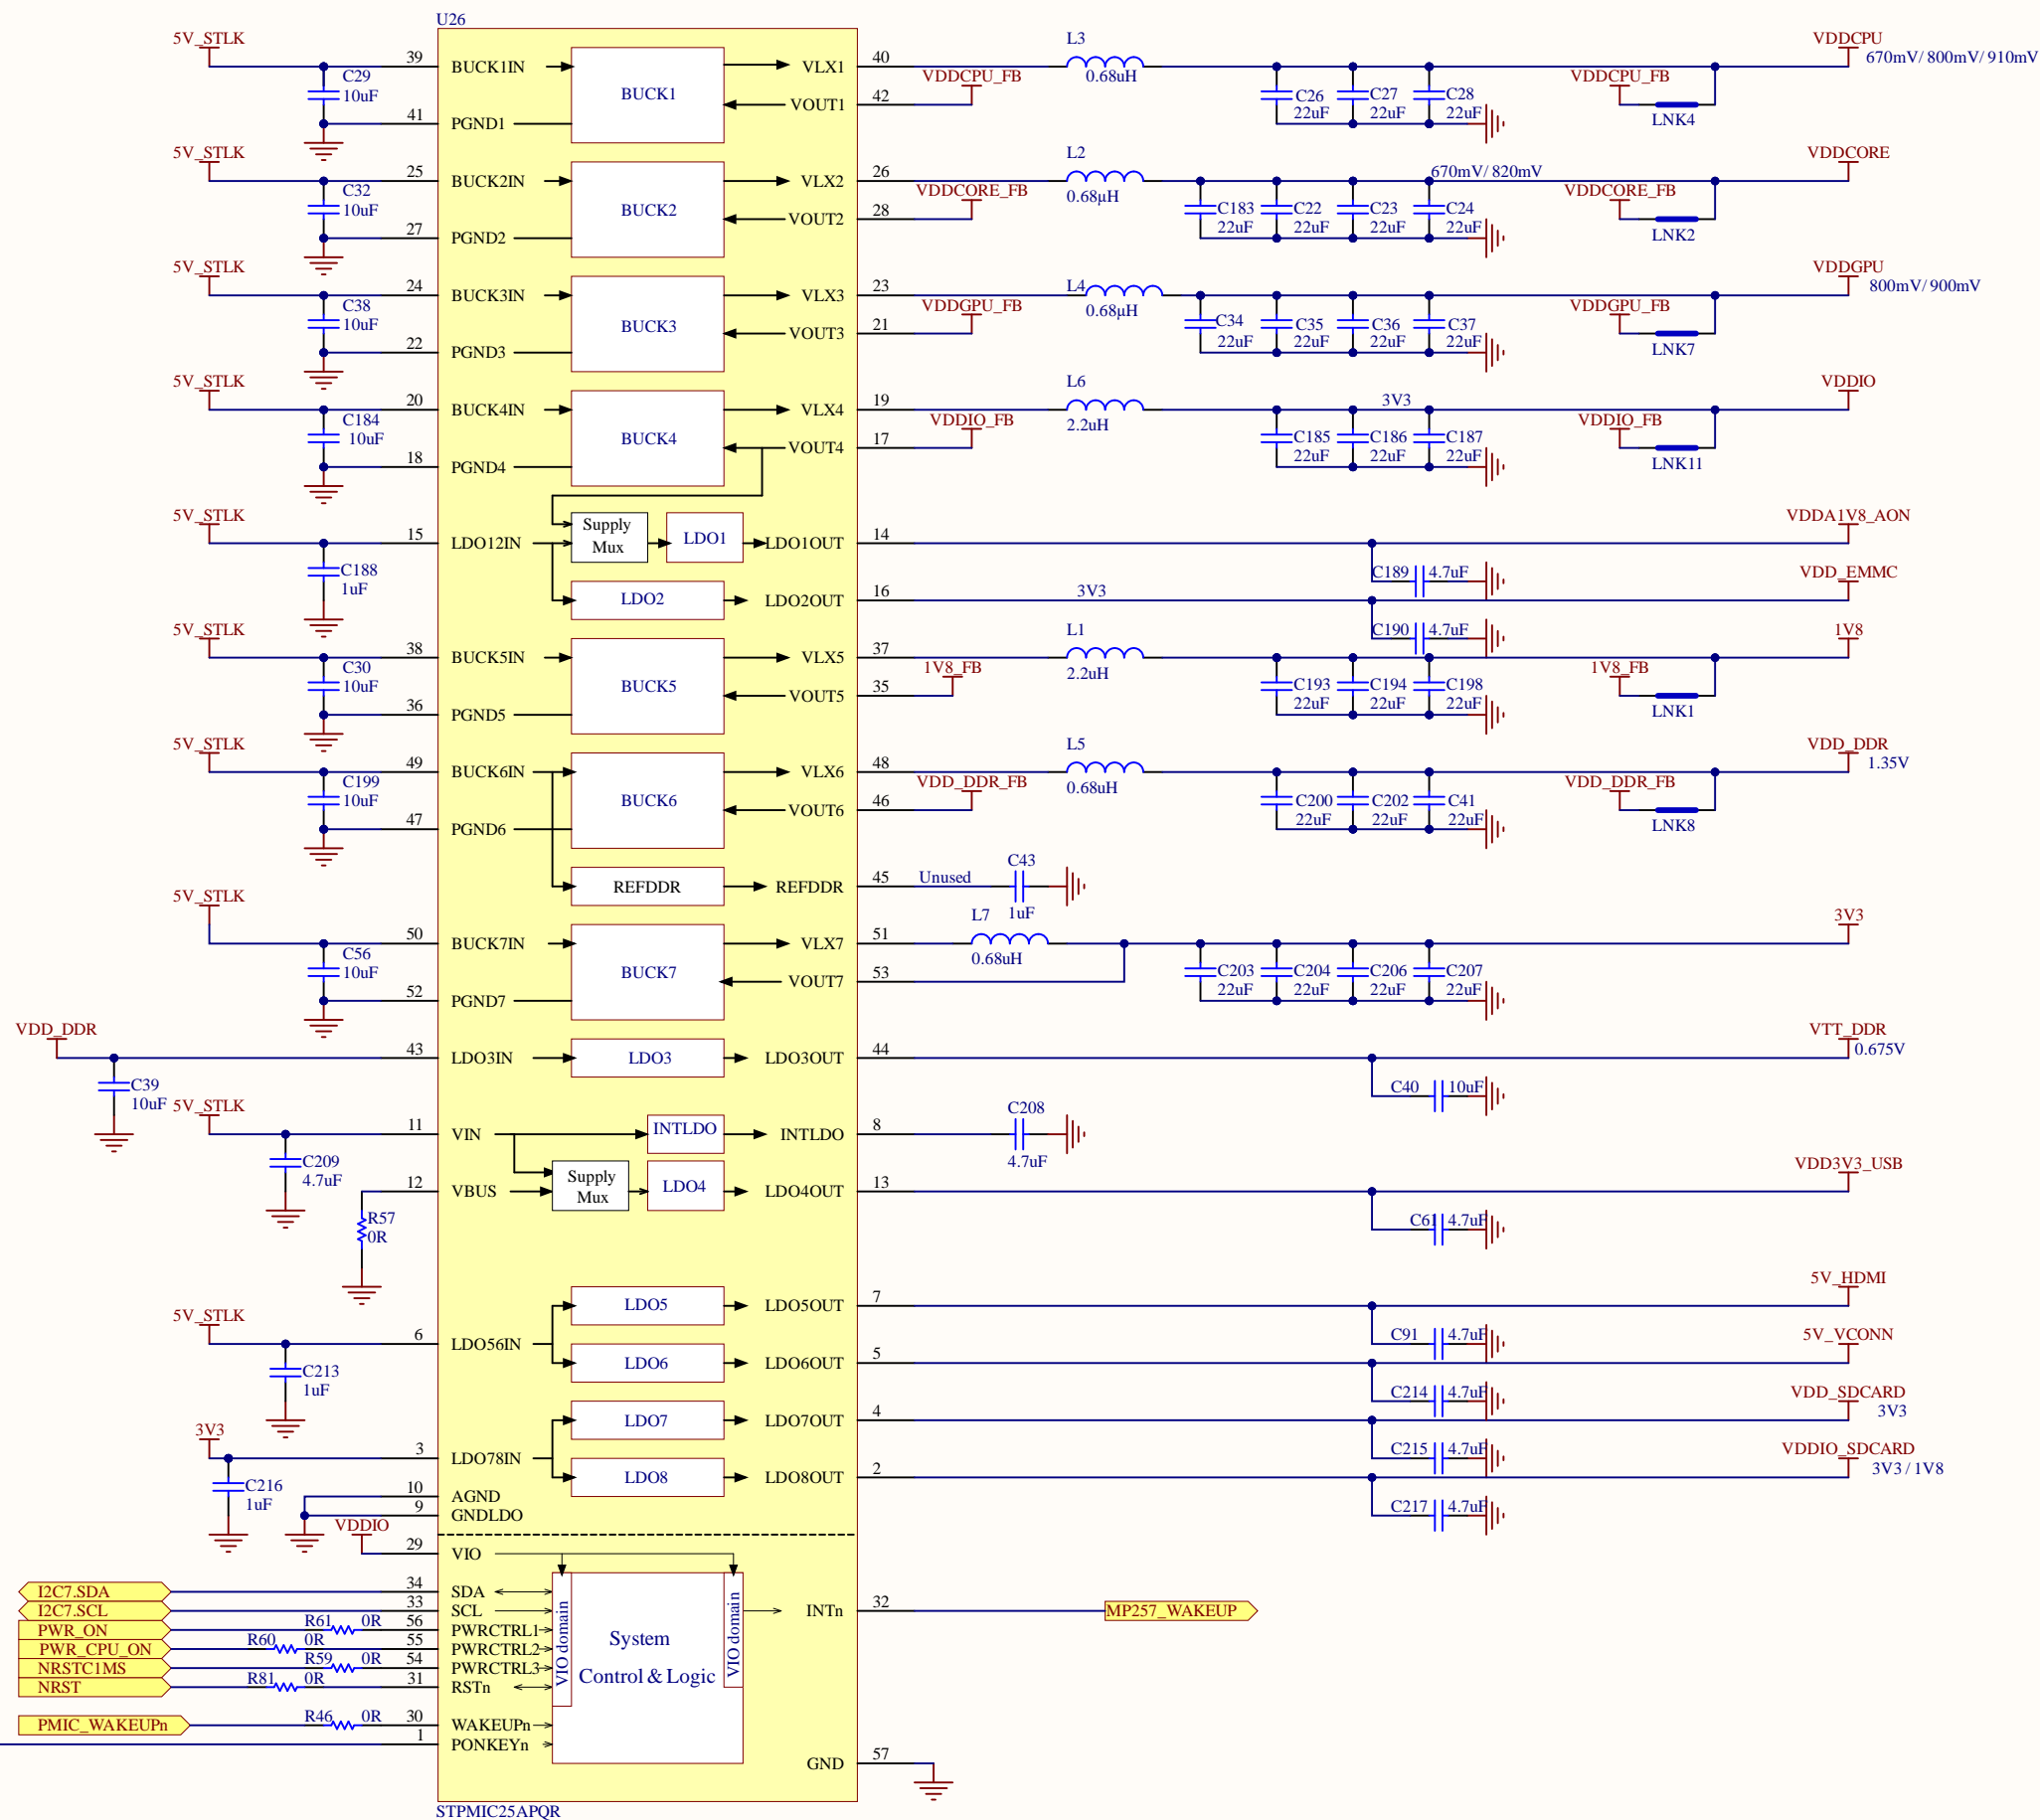 U26
5V_STLK
39
BUCK1IN
BUCK1
VLX1
40
L3
0.68uH
VDDCPU
670mV/ 800mV/ 910mV
C29
10uF
VOUT1
42
VDDCPU_FB
C26
22uF
C27
22uF
C28
22uF
VDDCPU_FB
LNK4
41
PGND1
5V_STLK
25
BUCK2IN
BUCK2
VLX2
26
L2
0.68µH
670mV/ 820mV
VDDCORE
C32
10uF
VOUT2
28
VDDCORE_FB
C183
22uF
C22
22uF
C23
22uF
C24
22uF
VDDCORE_FB
LNK2
27
PGND2
5V_STLK
24
BUCK3IN
BUCK3
VLX3
23
L4
0.68µH
VDDGPU
800mV/ 900mV
C38
10uF
VOUT3
21
VDDGPU_FB
C34
22uF
C35
22uF
C36
22uF
C37
22uF
VDDGPU_FB
LNK7
22
PGND3
5V_STLK
20
BUCK4IN
BUCK4
VLX4
19
L6
2.2uH
3V3
VDDIO
C184
10uF
VOUT4
17
VDDIO_FB
C185
22uF
C186
22uF
C187
22uF
VDDIO_FB
LNK11
18
PGND4
5V_STLK
15
LDO12IN
Supply
Mux
LDO1
LDO1OUT
14
VDDA1V8_AON
C188
1uF
C189
4.7uF
LDO2
LDO2OUT
16
3V3
VDD_EMMC
C190
4.7uF
5V_STLK
38
BUCK5IN
BUCK5
VLX5
37
L1
2.2uH
1V8
C30
10uF
VOUT5
35
1V8_FB
C193
22uF
C194
22uF
C198
22uF
1V8_FB
LNK1
36
PGND5
5V_STLK
49
BUCK6IN
BUCK6
VLX6
48
L5
0.68uH
VDD_DDR
1.35V
C199
10uF
VOUT6
46
VDD_DDR_FB
C200
22uF
C202
22uF
C41
22uF
VDD_DDR_FB
LNK8
47
PGND6
REFDDR
REFDDR
45
Unused
C43
1uF
5V_STLK
50
BUCK7IN
BUCK7
VLX7
51
L7
0.68uH
3V3
C56
10uF
VOUT7
53
C203
22uF
C204
22uF
C206
22uF
C207
22uF
52
PGND7
VDD_DDR
43
LDO3IN
LDO3
LDO3OUT
44
VTT_DDR
0.675V
C39
10uF
C40
10uF
5V_STLK
11
VIN
INTLDO
INTLDO
8
C208
4.7uF
C209
4.7uF
12
VBUS
Supply
Mux
LDO4
LDO4OUT
13
VDD3V3_USB
R57
0R
C61
4.7uF
5V_STLK
6
LDO56IN
LDO5
LDO5OUT
7
5V_HDMI
C91
4.7uF
C213
1uF
LDO6
LDO6OUT
5
5V_VCONN
C214
4.7uF
3V3
3
LDO78IN
LDO7
LDO7OUT
4
VDD_SDCARD
3V3
C215
4.7uF
C216
1uF
LDO8
LDO8OUT
2
VDDIO_SDCARD
3V3 / 1V8
C217
4.7uF
10
AGND
9
GNDLDO
VDDIO
29
VIO
I2C7.SDA
34
SDA
I2C7.SCL
33
SCL
PWR_ON
R61
0R
56
PWRCTRL1
PWR_CPU_ON
R60
0R
55
PWRCTRL2
NRSTC1MS
R59
0R
54
PWRCTRL3
NRST
R81
0R
31
RSTn
PMIC_WAKEUPn
R46
0R
30
WAKEUPn
1
PONKEYn
VIO domain
System
Control & Logic
VIO domain
INTn
32
MP257_WAKEUP
GND
57
STPMIC25APQR